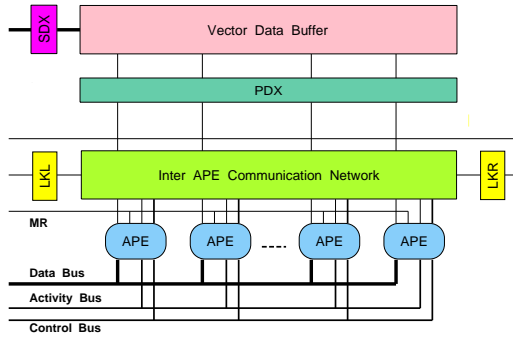 SDX
Vector Data Buffer
PDX
LKL
Inter APE Communication Network
LKR
MR
APE
APE
APE
APE
Data Bus
Activity Bus
Control Bus